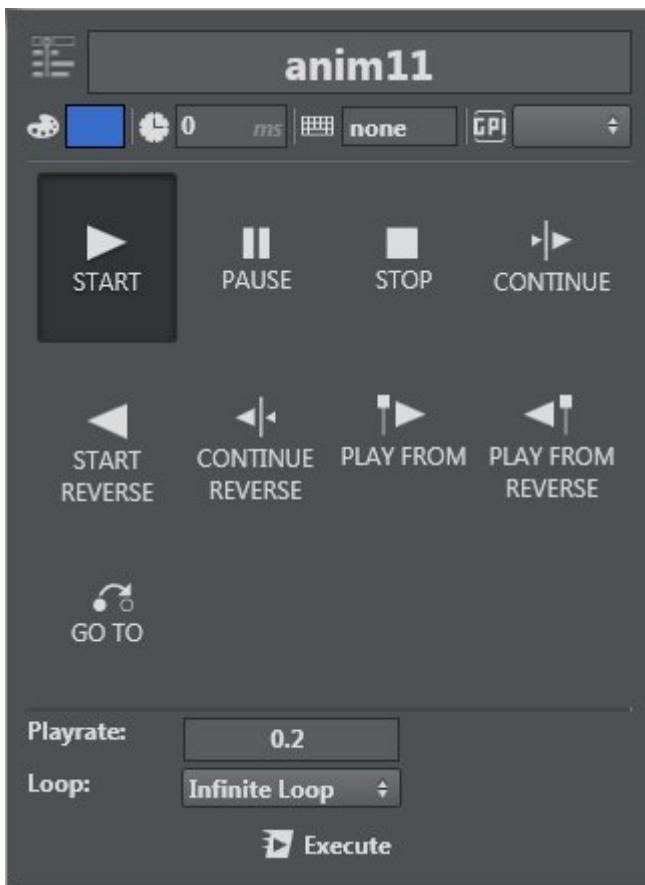 anim11
0 ms none GPI
START PAUSE STOP CONTINUE
START REVERSE CONTINUE REVERSE PLAY FROM PLAY FROM REVERSE
GO TO
Playrate: 0.2
Loop: Infinite Loop
Execute